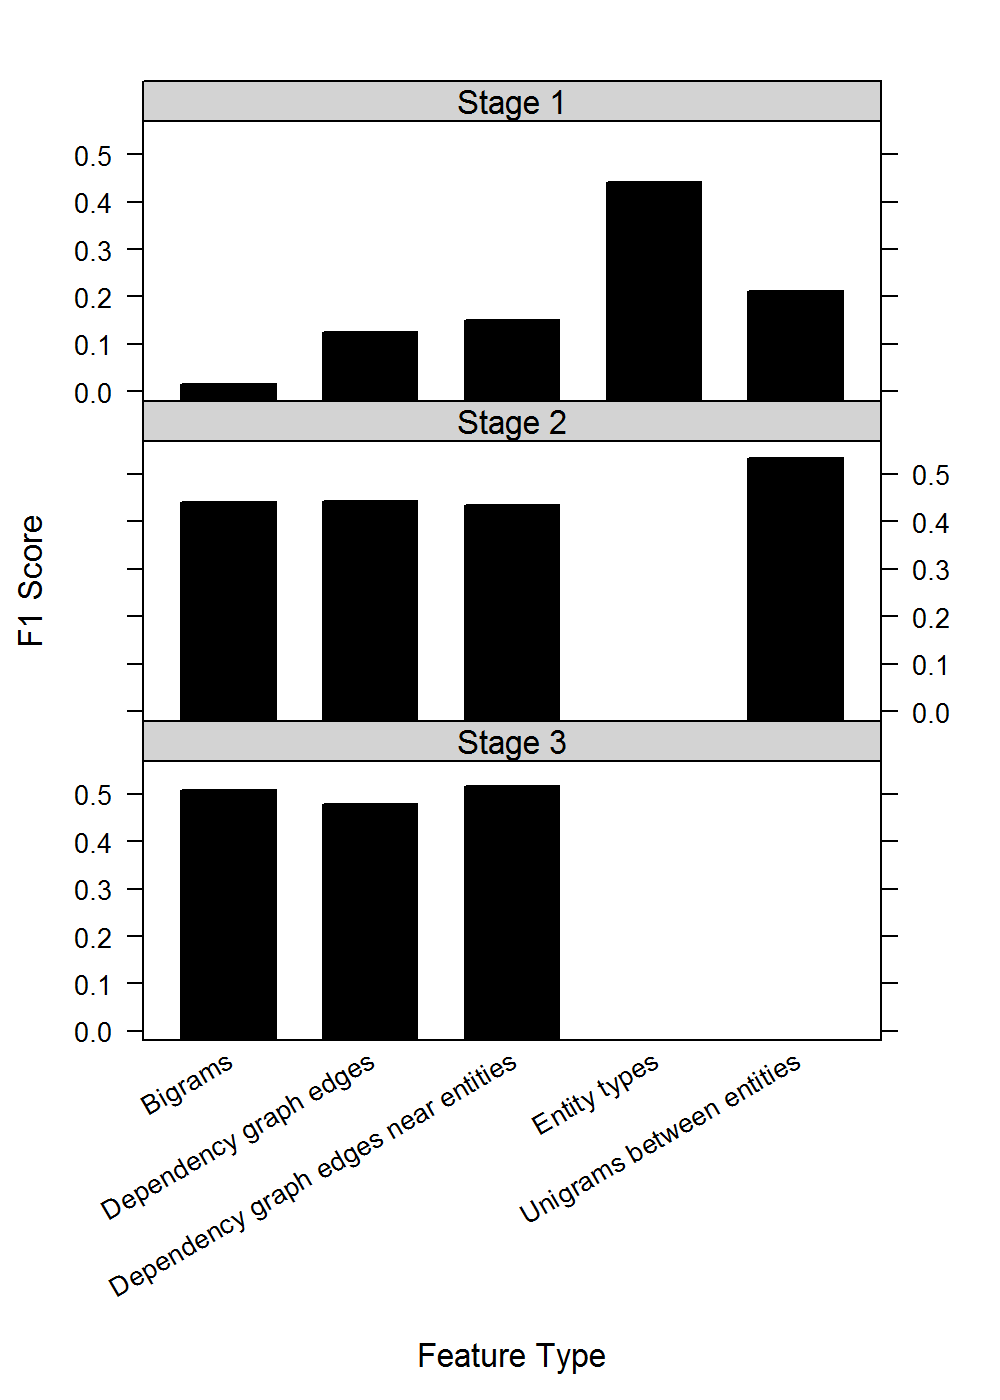 Stage 1
0.5
0.4
0.3
0.2
0.1
0.0
Stage 2
0.5
0.4
0.3
0.2
0.1
0.0
F1 Score
Stage 3
0.5
0.4
0.3
0.2
0.1
0.0
Bigrams
Dependency graph edges
Dependency graph edges near entities
Entity types
Unigrams between entities
Feature Type